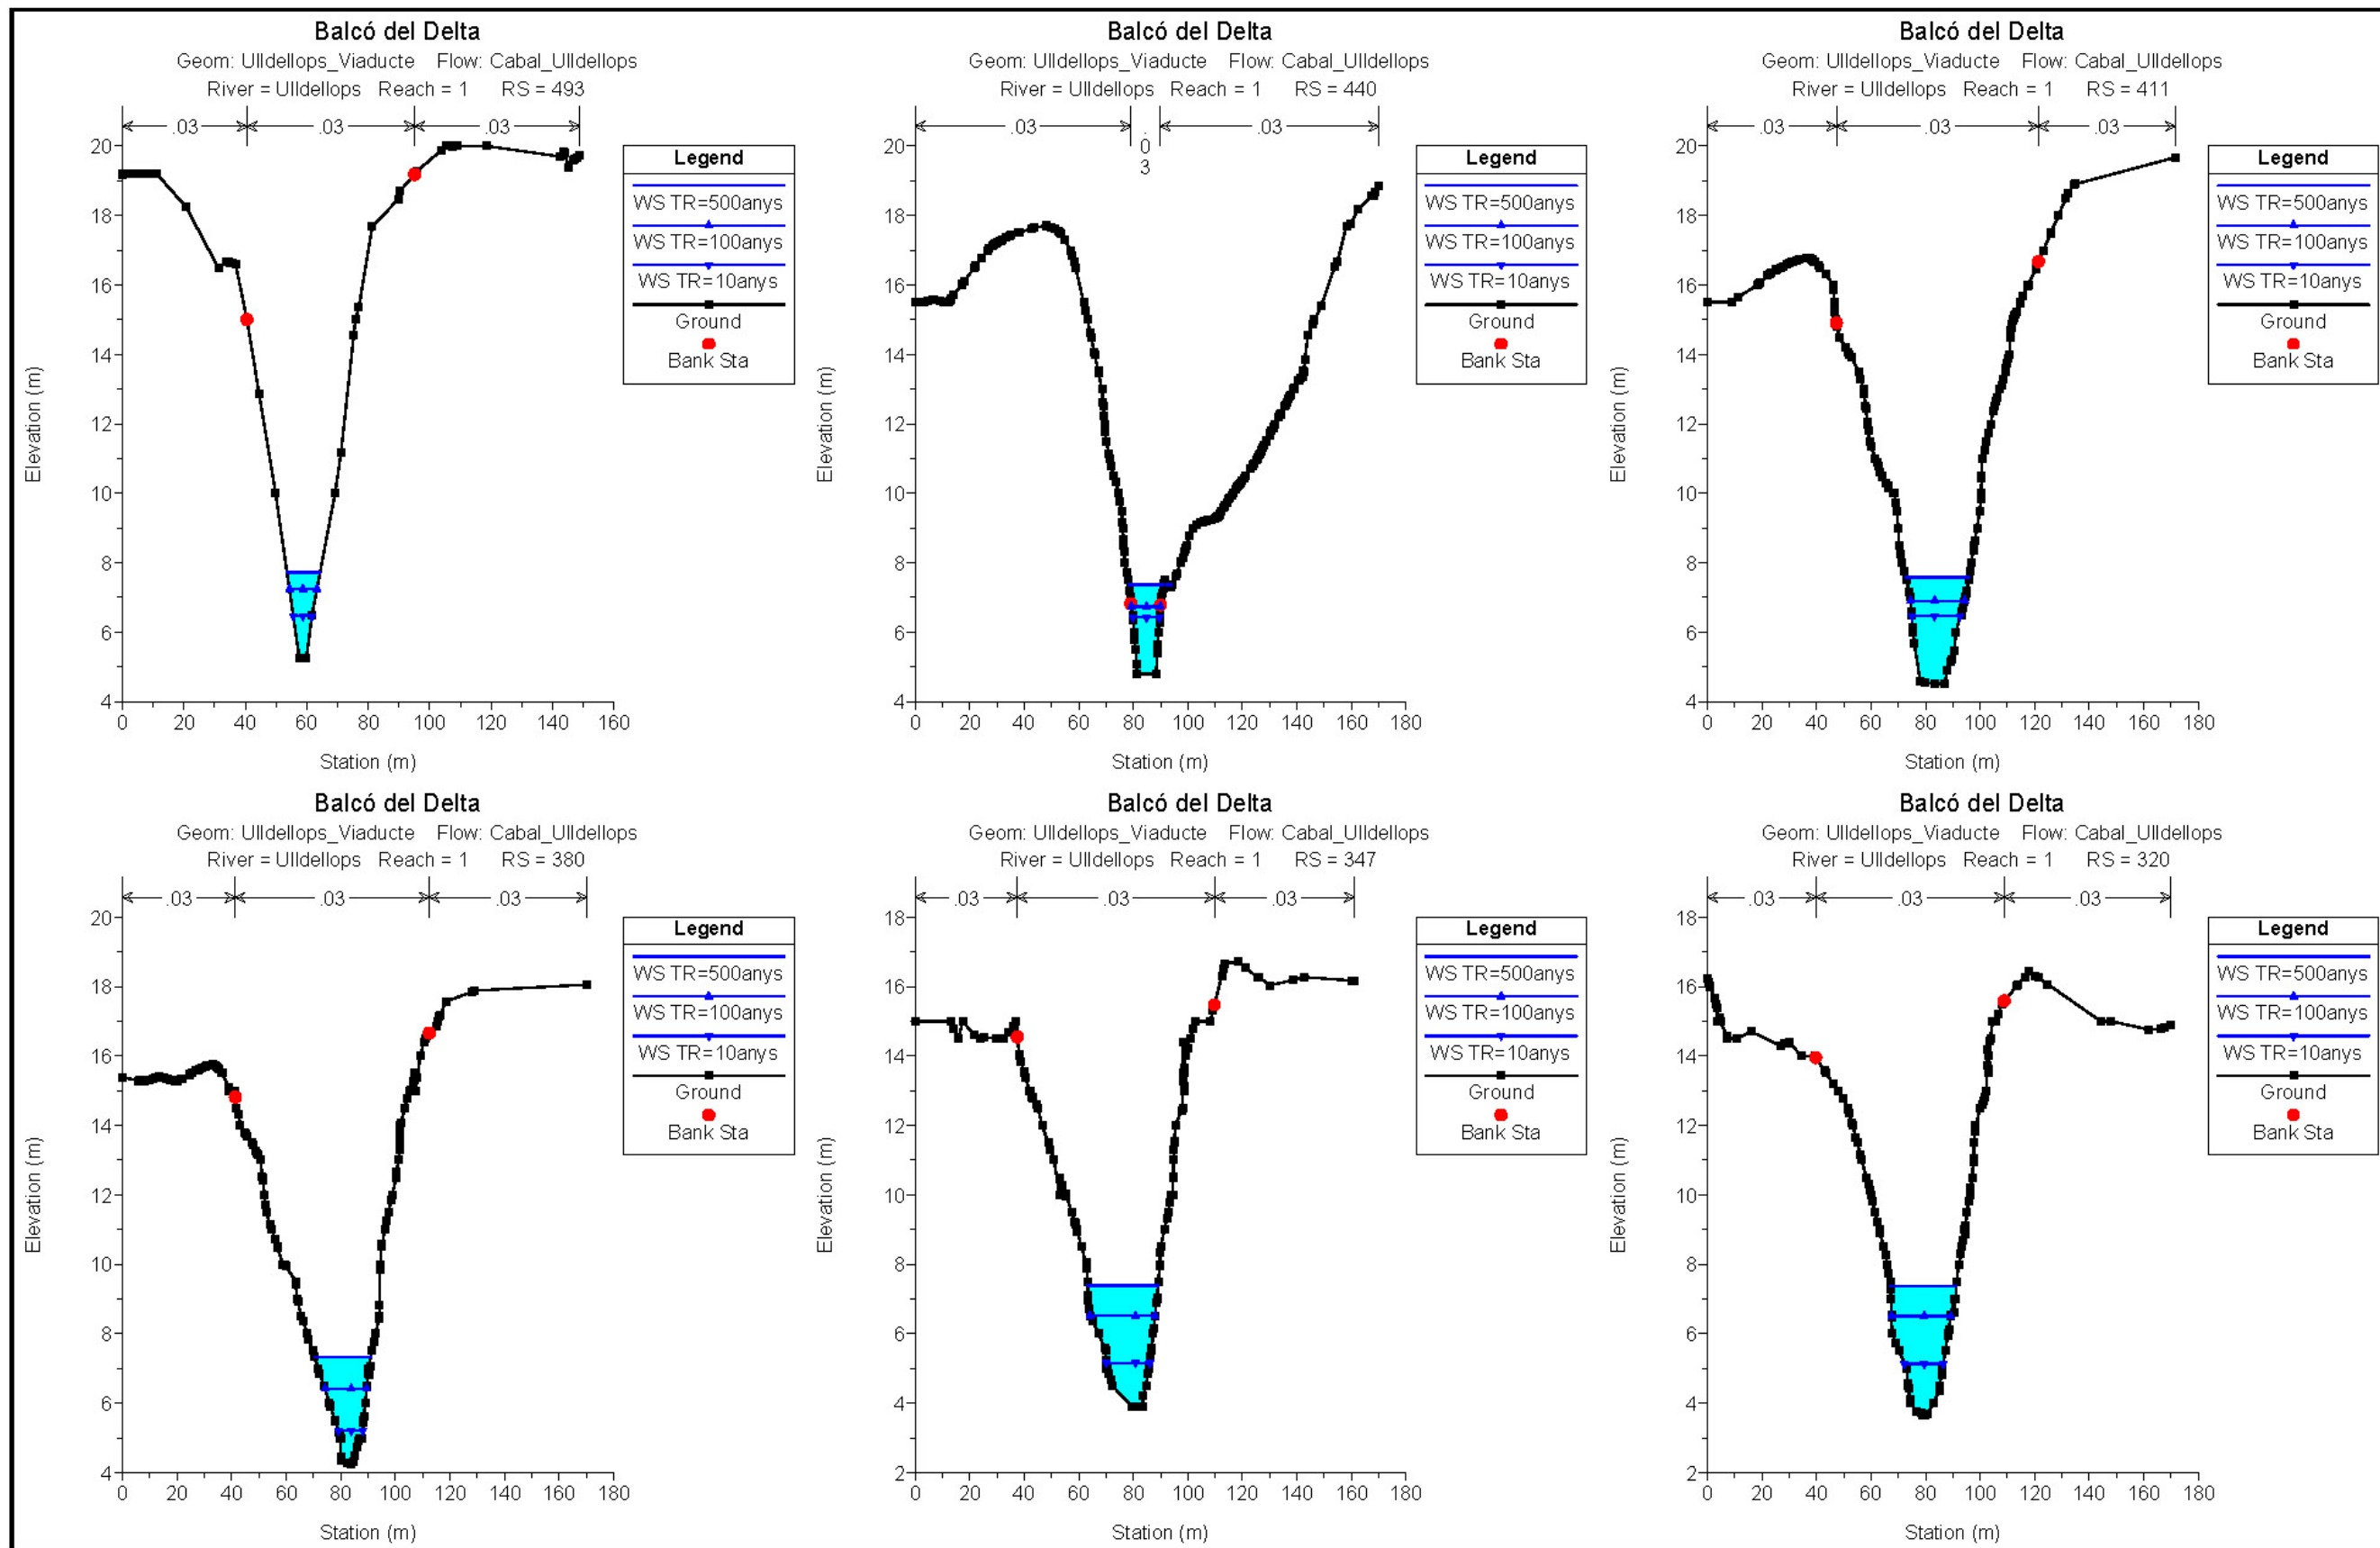 Balcó del Delta
Geom: Ulldellops_Viaducte Flow: Cabal_Ulldellops
River = Ulldellops Reach = 1 RS = 493
.03 .03 .03
Legend
WS TR=500anys
WS TR=100anys
WS TR=10anys
Ground
Bank Sta
Elevation (m)
20
18
16
14
12
10
8
6
4
0 20 40 60 80 100 120 140 160
Station (m)
Balcó del Delta
Geom: Ulldellops_Viaducte Flow: Cabal_Ulldellops
River = Ulldellops Reach = 1 RS = 440
.03 .03 .03
Legend
WS TR=500anys
WS TR=100anys
WS TR=10anys
Ground
Bank Sta
Elevation (m)
20
18
16
14
12
10
8
6
4
0 20 40 60 80 100 120 140 160 180
Station (m)
Balcó del Delta
Geom: Ulldellops_Viaducte Flow: Cabal_Ulldellops
River = Ulldellops Reach = 1 RS = 411
.03 .03 .03
Legend
WS TR=500anys
WS TR=100anys
WS TR=10anys
Ground
Bank Sta
Elevation (m)
20
18
16
14
12
10
8
6
4
0 20 40 60 80 100 120 140 160 180
Station (m)
Balcó del Delta
Geom: Ulldellops_Viaducte Flow: Cabal_Ulldellops
River = Ulldellops Reach = 1 RS = 380
.03 .03 .03
Legend
WS TR=500anys
WS TR=100anys
WS TR=10anys
Ground
Bank Sta
Elevation (m)
20
18
16
14
12
10
8
6
4
0 20 40 60 80 100 120 140 160 180
Station (m)
Balcó del Delta
Geom: Ulldellops_Viaducte Flow: Cabal_Ulldellops
River = Ulldellops Reach = 1 RS = 347
.03 .03 .03
Legend
WS TR=500anys
WS TR=100anys
WS TR=10anys
Ground
Bank Sta
Elevation (m)
18
16
14
12
10
8
6
4
2
0 20 40 60 80 100 120 140 160 180
Station (m)
Balcó del Delta
Geom: Ulldellops_Viaducte Flow: Cabal_Ulldellops
River = Ulldellops Reach = 1 RS = 320
.03 .03 .03
Legend
WS TR=500anys
WS TR=100anys
WS TR=10anys
Ground
Bank Sta
Elevation (m)
18
16
14
12
10
8
6
4
2
0 20 40 60 80 100 120 140 160 180
Station (m)